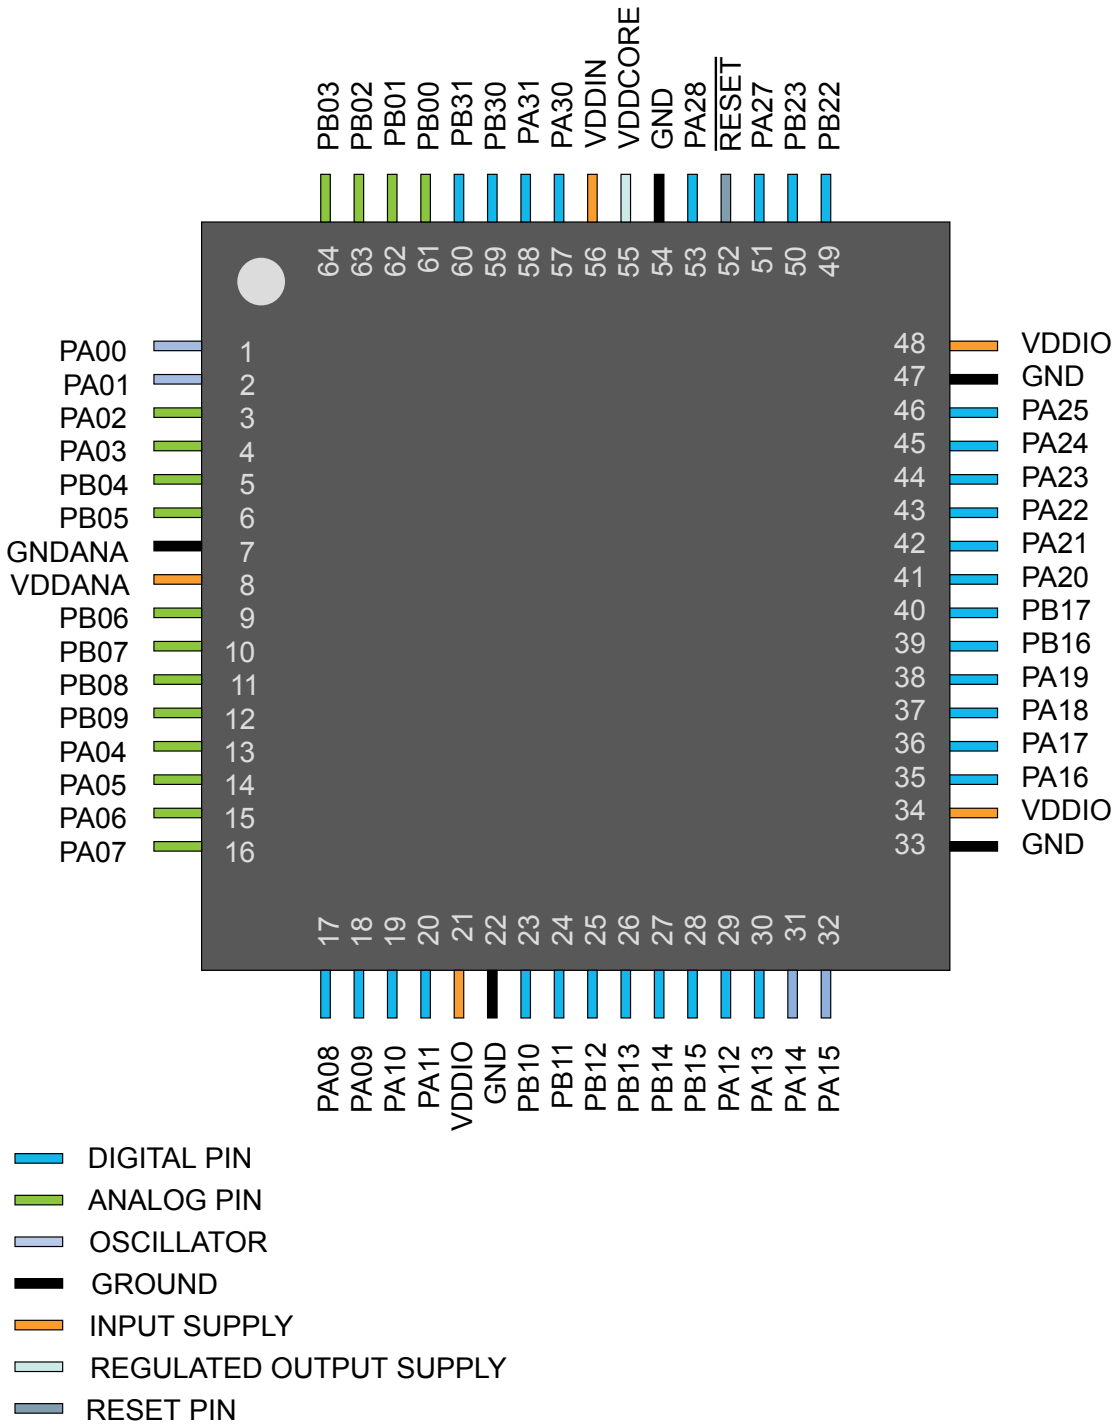 PB03
PB02
PB01
PB00
PB31
PB30
PA31
PA30
VDDIN
VDDCORE
GND
PA28
RESET
PA27
PB23
PB22
64
63
62
61
60
59
58
57
56
55
54
53
52
51
50
49
PA00 1
PA01 2
PA02 3
PA03 4
PB04 5
PB05 6
GNDANA 7
VDDANA 8
PB06 9
PB07 10
PB08 11
PB09 12
PA04 13
PA05 14
PA06 15
PA07 16
48 VDDIO
47 GND
46 PA25
45 PA24
44 PA23
43 PA22
42 PA21
41 PA20
40 PB17
39 PB16
38 PA19
37 PA18
36 PA17
35 PA16
34 VDDIO
33 GND
17
18
19
20
21
22
23
24
25
26
27
28
29
30
31
32
PA08
PA09
PA10
PA11
VDDIO
GND
PB10
PB11
PB12
PB13
PB14
PB15
PA12
PA13
PA14
PA15
DIGITAL PIN
ANALOG PIN
OSCILLATOR
GROUND
INPUT SUPPLY
REGULATED OUTPUT SUPPLY
RESET PIN